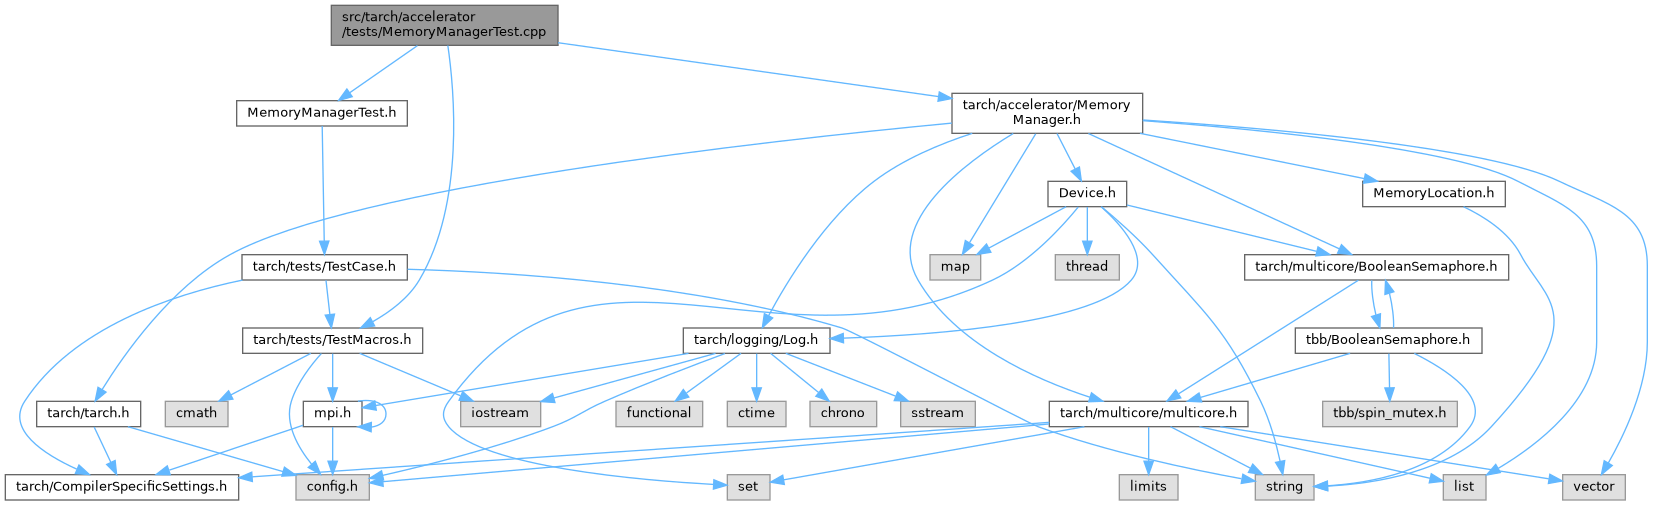 src/tarch/accelerator
/tests/MemoryManagerTest.cpp
MemoryManagerTest.h
tarch/accelerator/Memory
Manager.h
Device.h
MemoryLocation.h
tarch/tests/TestCase.h
map
thread
tarch/multicore/BooleanSemaphore.h
tarch/tests/TestMacros.h
tarch/logging/Log.h
tbb/BooleanSemaphore.h
tarch/tarch.h
cmath
mpi.h
iostream
functional
ctime
chrono
sstream
tarch/multicore/multicore.h
tbb/spin_mutex.h
tarch/CompilerSpecificSettings.h
config.h
set
limits
string
list
vector